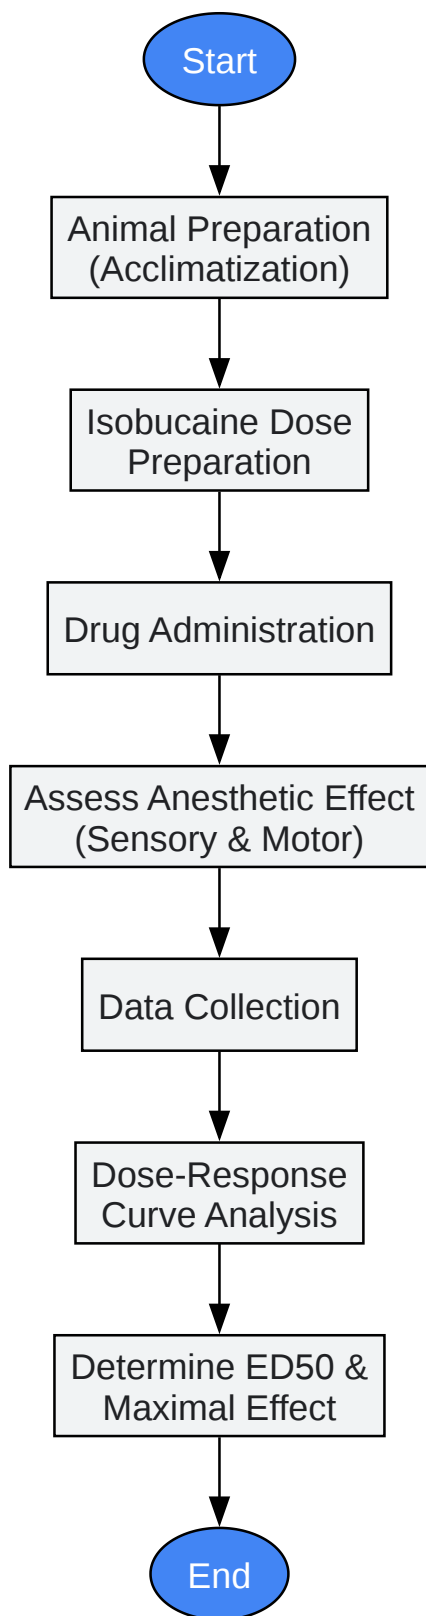 Start
Animal Preparation
(Acclimatization)
Isobucaine Dose
Preparation
Drug Administration
Assess Anesthetic Effect
(Sensory & Motor)
Data Collection
Dose-Response
Curve Analysis
Determine ED50 &
Maximal Effect
End